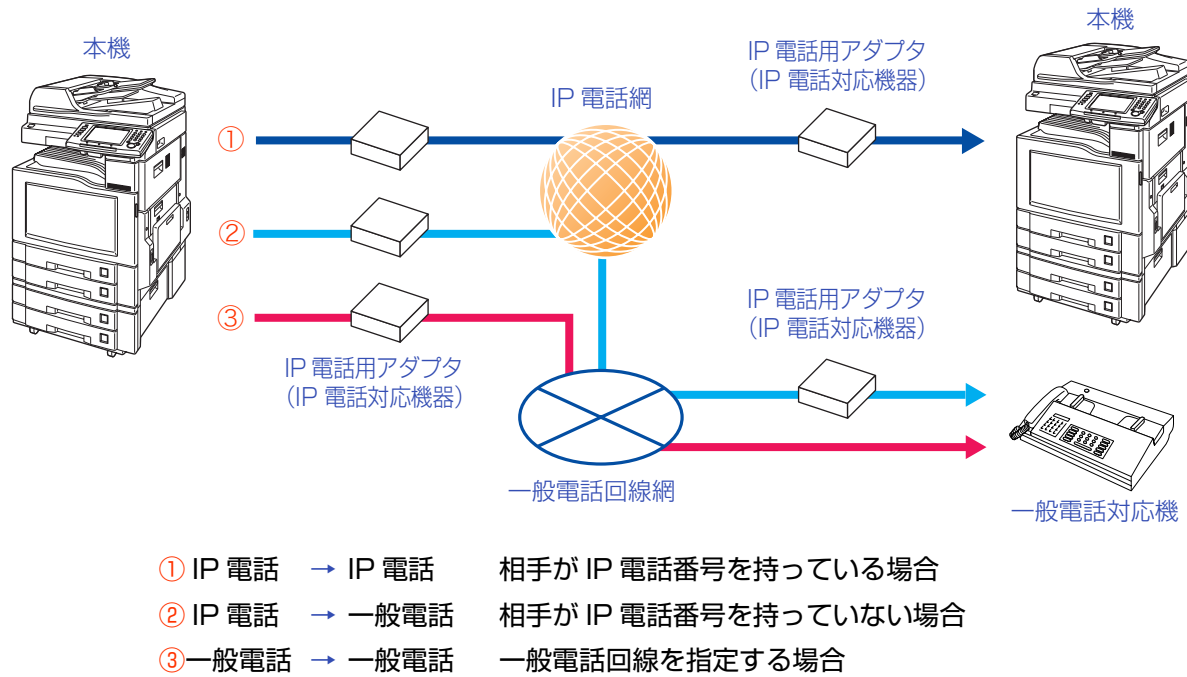 本機
本機
IP 電話用アダプタ
（IP 電話対応機器）
IP 電話網
①
②
③
IP 電話用アダプタ
（IP 電話対応機器）
IP 電話用アダプタ
（IP 電話対応機器）
一般電話回線網
一般電話対応機
① IP 電話 → IP 電話 相手が IP 電話番号を持っている場合
② IP 電話 → 一般電話 相手が IP 電話番号を持っていない場合
③一般電話 → 一般電話 一般電話回線を指定する場合